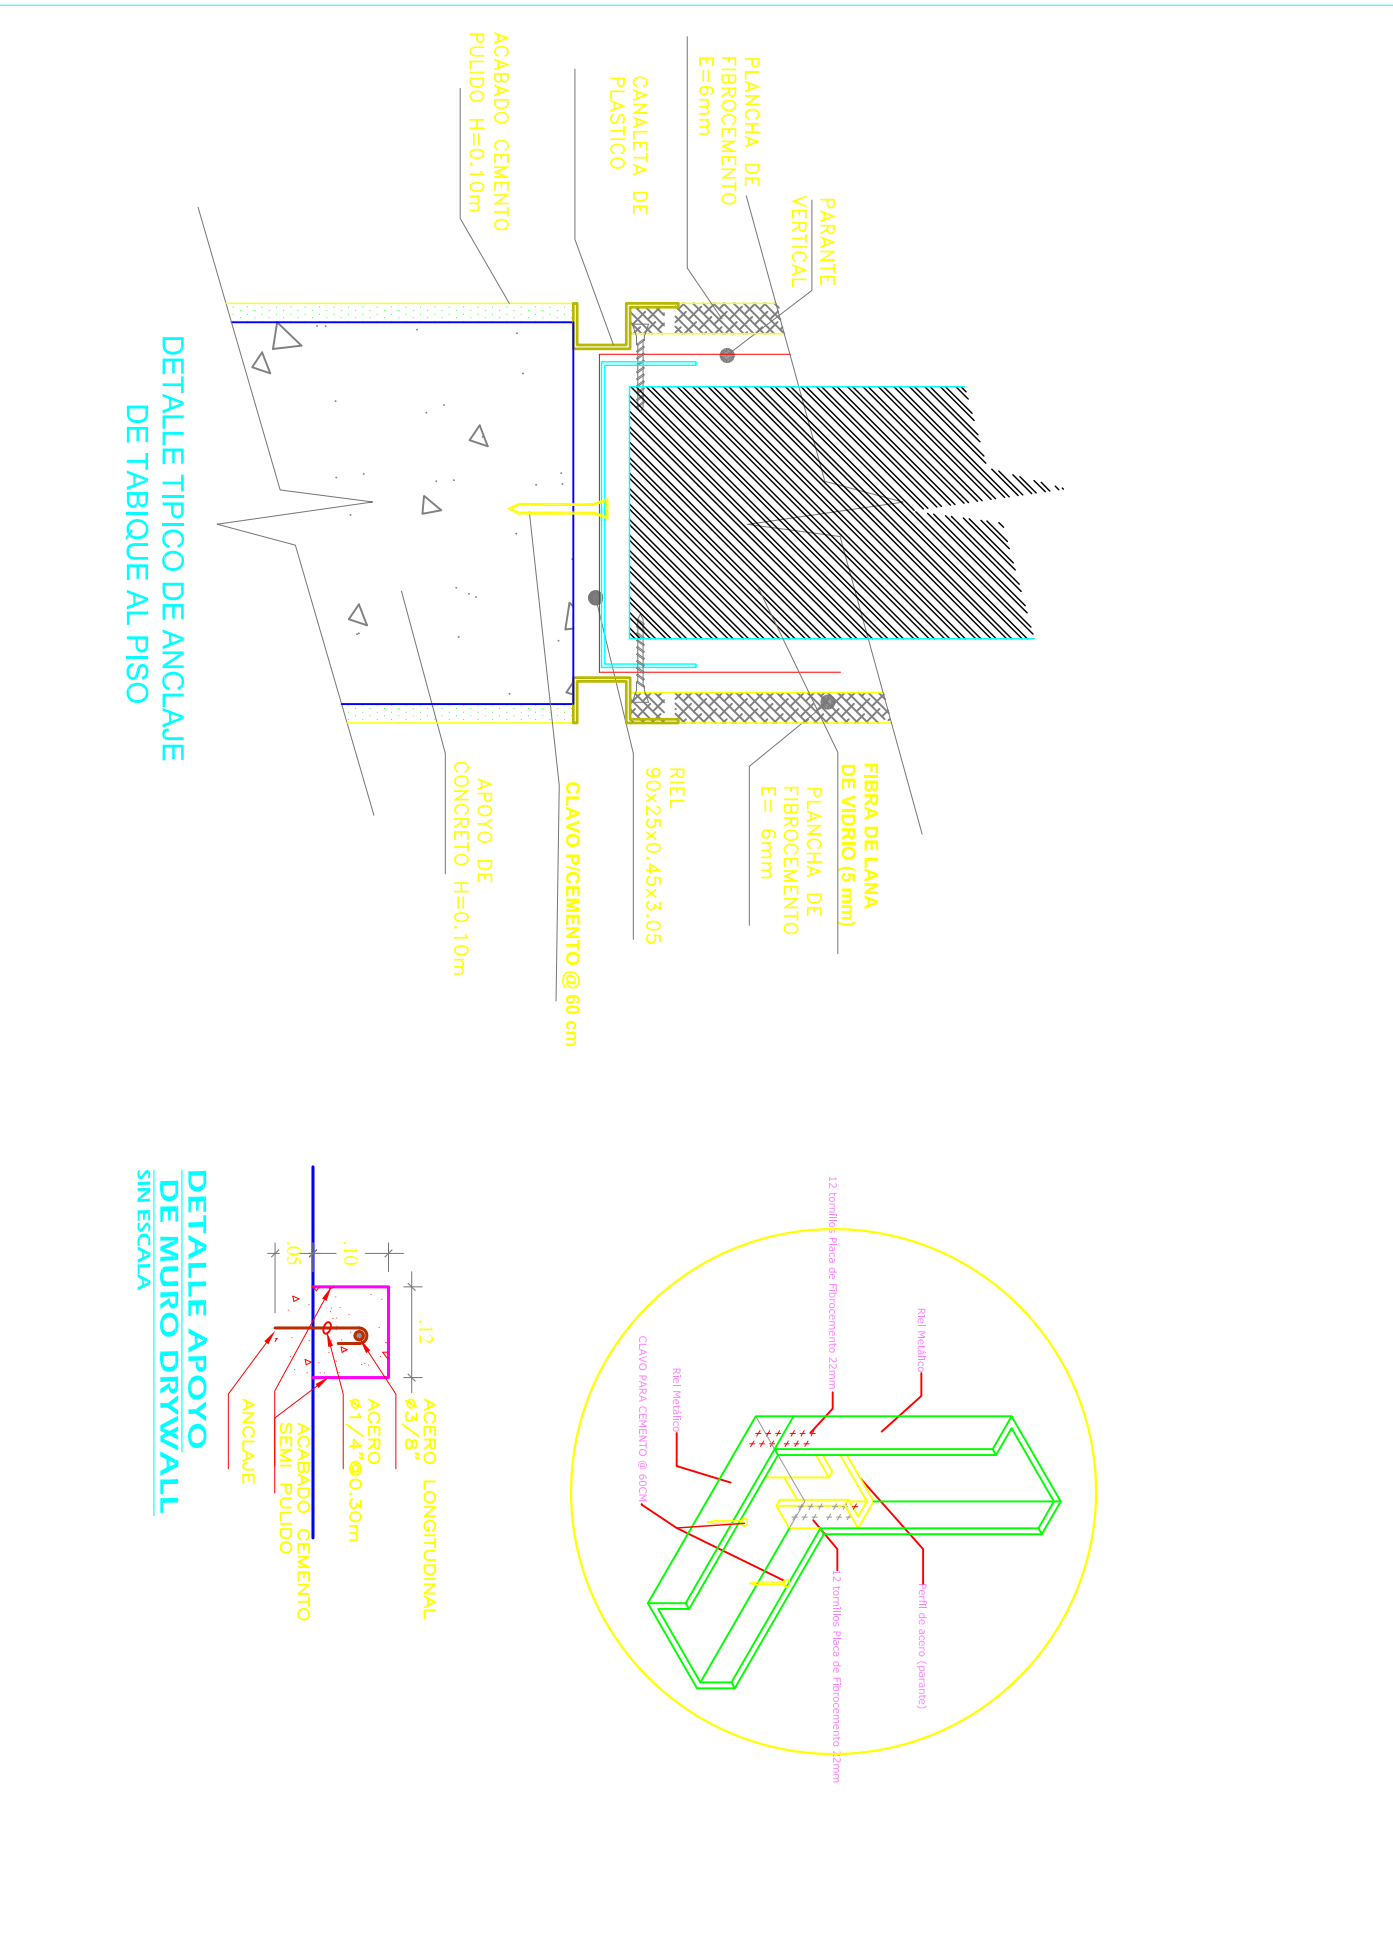 PARANTE
VERTICAL
PLANCHA DE
FIBROCEMENTO
E=6mm
CANALETA DE
PLASTICO
ACABADO CEMENTO
PULIDO H=0.10m
FIBRA DE LANA
DE VIDRIO (5 mm)
PLANCHA DE
FIBROCEMENTO
E= 6mm
RIEL
90x25x0.45x3.05
CLAVO P/CEMENTO @ 60 cm
APOYO DE
CONCRETO H=0.10m
DETALLE TIPICO DE ANCLAJE
DE TABIQUE AL PISO
Riel Metálico
12 tornillos Placa de Fibrocemento 22mm
Riel Metálico
CLAVO PARA CEMENTO @ 60CM
Perfil de acero (parante)
12 tornillos Placa de Fibrocemento 22mm
.12
.10
.05
ACERO LONGITUDINAL
ø3/8"
ACERO
ø1/4"@0.30m
ACABADO CEMENTO
SEMI PULIDO
ANCLAJE
DETALLE APOYO
DE MURO DRYWALL
SIN ESCALA